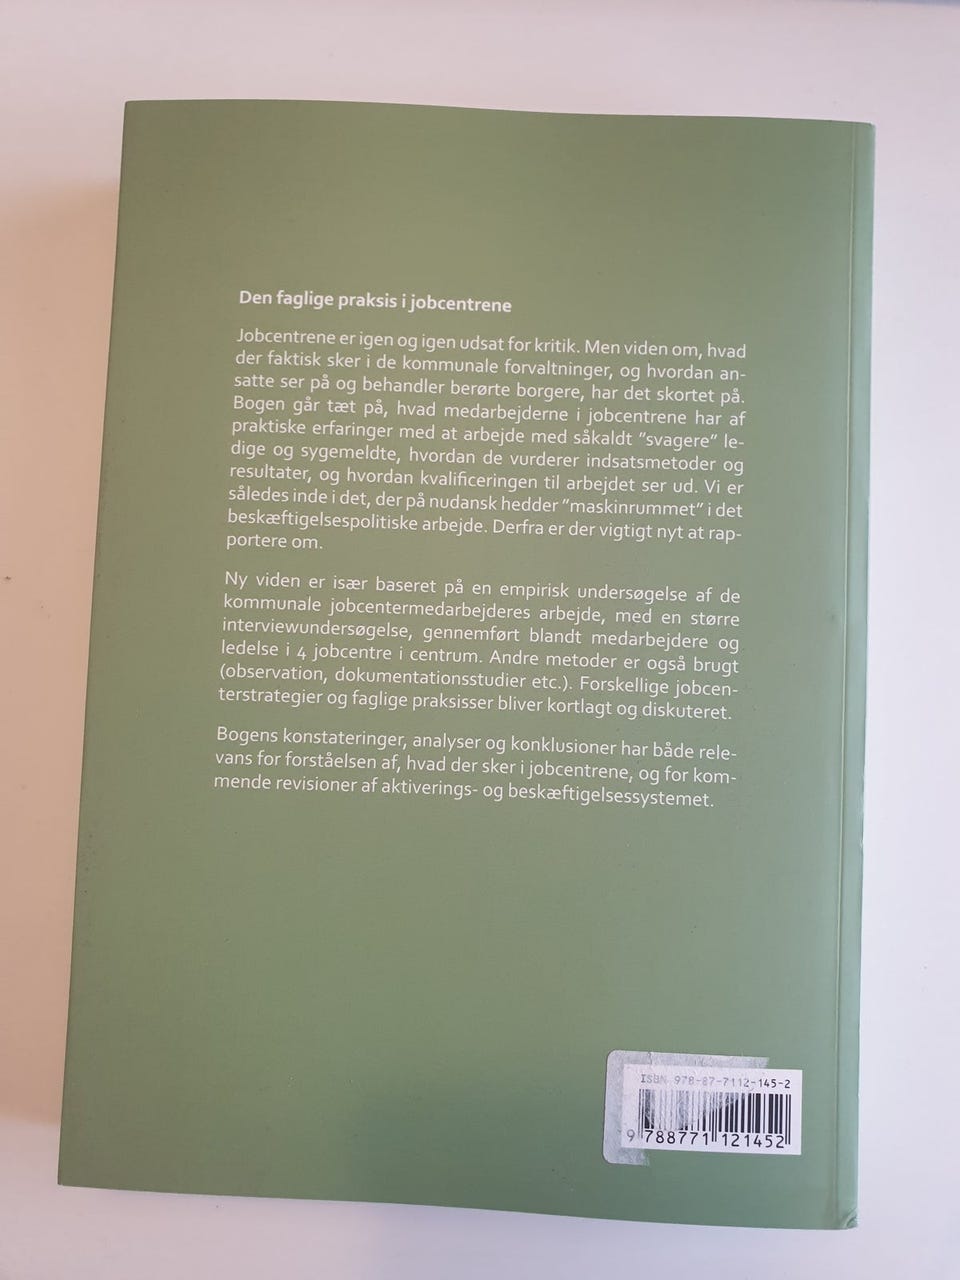 Den faglige praksis i jobcentrene
Jobcentrene er igen og igen udsat for kritik. Men viden om, hvad
der faktisk sker i de kommunale forvaltninger, og hvordan an-
satte ser på og behandler berørte borgere, har det skortet på.
Bogen går tæt på, hvad medarbejderne i jobcentrene har af
praktiske erfaringer med at arbejde med såkaldt "svagere" le-
dige og sygemeldte, hvordan de vurderer indsatsmetoder og
resultater, og hvordan kvalificeringen til arbejdet ser ud. Vi er
således inde i det, der på nudansk hedder "maskinrummet" i det
beskæftigelsespolitiske arbejde. Derfra er der vigtigt nyt at rap-
portere om.
Ny viden er især baseret på en empirisk undersøgelse af de
kommunale jobcentermedarbejderes arbejde, med en større
interviewundersøgelse, gennemført blandt medarbejdere og
ledelse i 4 jobcentre i centrum. Andre metoder er også brugt
(observation, dokumentationsstudier etc.). Forskellige jobcen-
terstrategier og faglige praksisser bliver kortlagt og diskuteret.
Bogens konstateringer, analyser og konklusioner har både rele-
vans for forståelsen af, hvad der sker i jobcentrene, og for kom-
mende revisioner af aktiverings- og beskæftigelsessystemet.
ISBN 978-87-7112-145-2
9 788771 121452